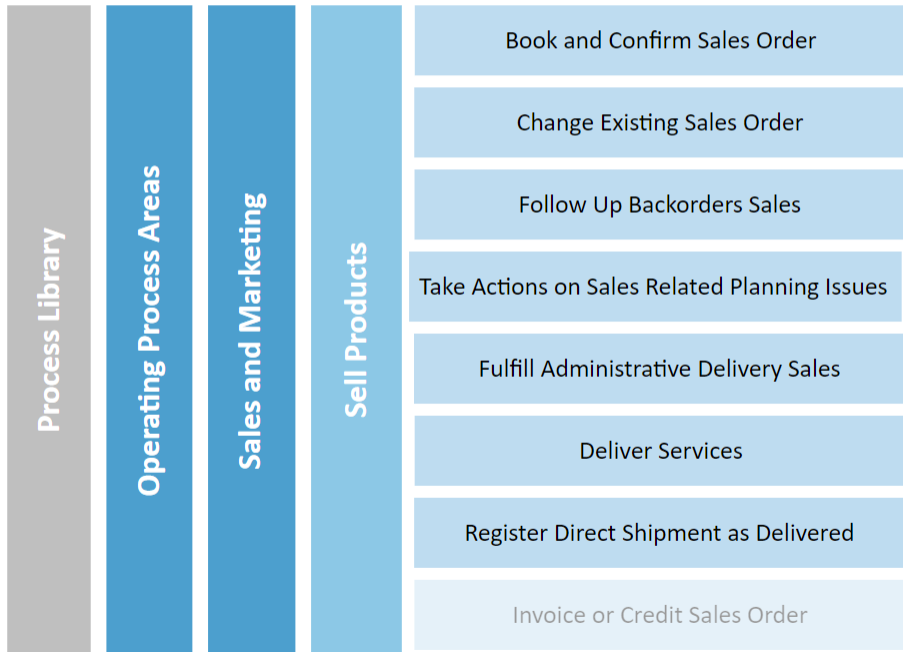 Process Library
Operating Process Areas
Sales and Marketing
Sell Products
Book and Confirm Sales Order
Change Existing Sales Order
Follow Up Backorders Sales
Take Actions on Sales Related Planning Issues
Fulfill Administrative Delivery Sales
Deliver Services
Register Direct Shipment as Delivered
Invoice or Credit Sales Order